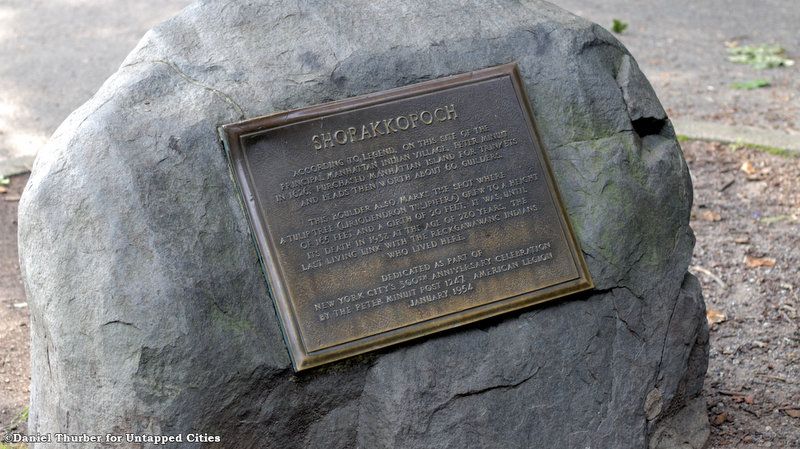 SHORAKKOPOCH
ACCORDING TO LEGEND, ON THE SITE OF THE
PRINCIPAL MANHATTAN INDIAN VILLAGE, PETER MINUIT
IN 1626, PURCHASED MANHATTAN ISLAND FOR TRINKETS
AND BEADS THEN WORTH ABOUT 60 GUILDERS.
THIS BOULDER ALSO MARKS THE SPOT WHERE
A TULIP TREE (LIRIODENDRON TULIPIFERA) GREW TO A HEIGHT
OF 165 FEET AND A GIRTH OF 20 FEET. IT WAS, UNTIL
ITS DEATH IN 1932 AT THE AGE OF 220 YEARS, THE
LAST LIVING LINK WITH THE RECKGAWAWANC INDIANS
WHO LIVED HERE.
DEDICATED AS PART OF
NEW YORK CITY'S 300TH ANNIVERSARY CELEBRATION
BY THE PETER MINUIT POST 1247, AMERICAN LEGION
JANUARY 1954
©Daniel Thurber for Untapped Cities